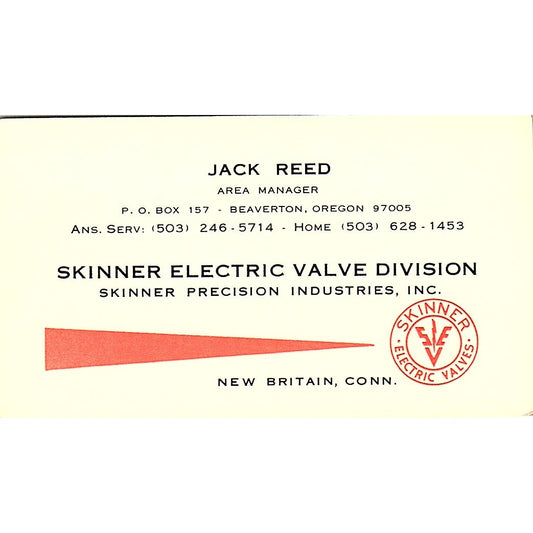 JACK REED
AREA MANAGER
P. O. BOX 157 - BEAVERTON, OREGON 97005
ANS. SERV: (503) 246-5714 - HOME (503) 628-1453
SKINNER ELECTRIC VALVE DIVISION
SKINNER PRECISION INDUSTRIES, INC.
SKINNER
· ELECTRIC VALVES ·
NEW BRITAIN, CONN.